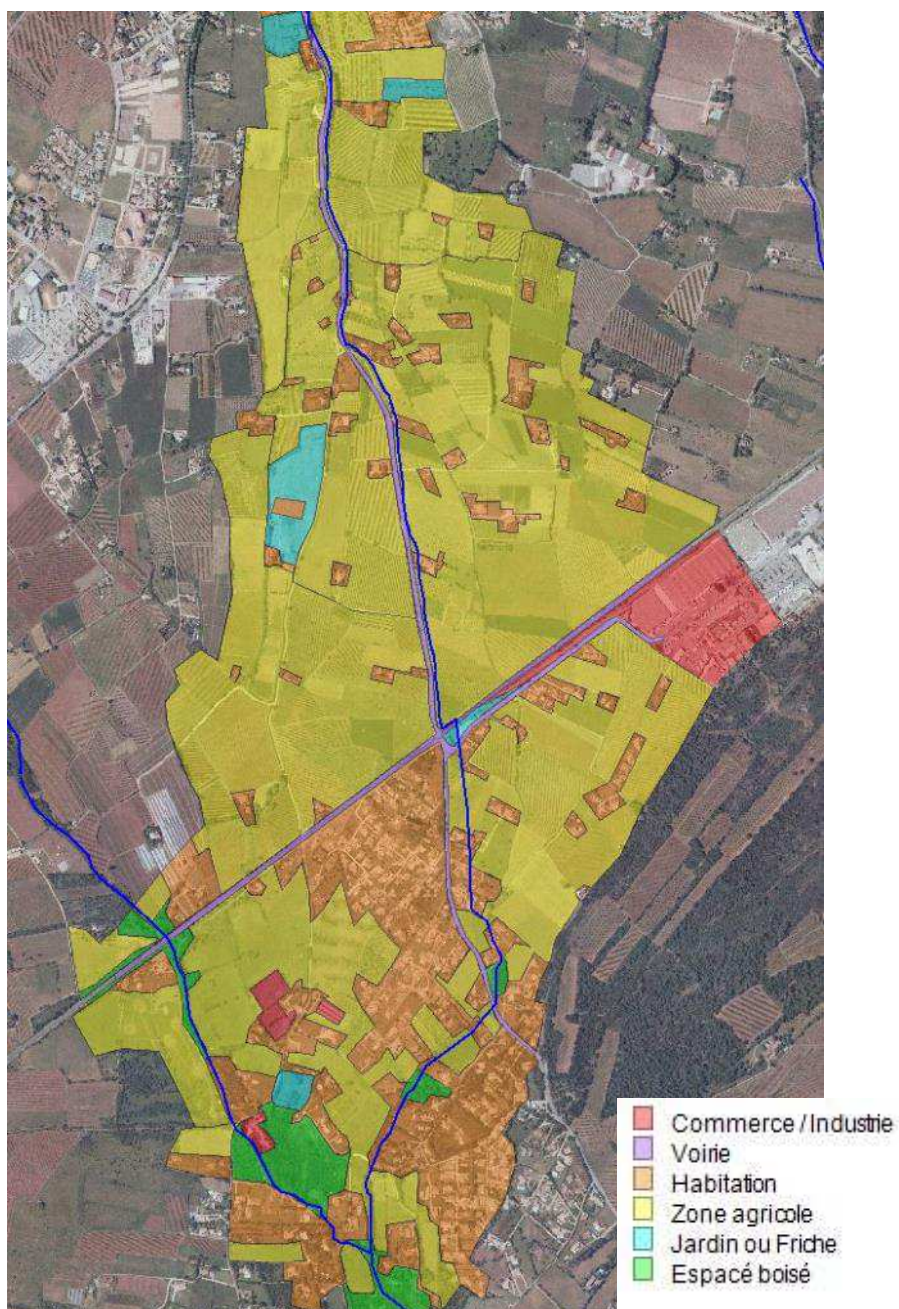 Commerce / Industrie
Voirie
Habitation
Zone agricole
Jardin ou Friche
Espacé boisé